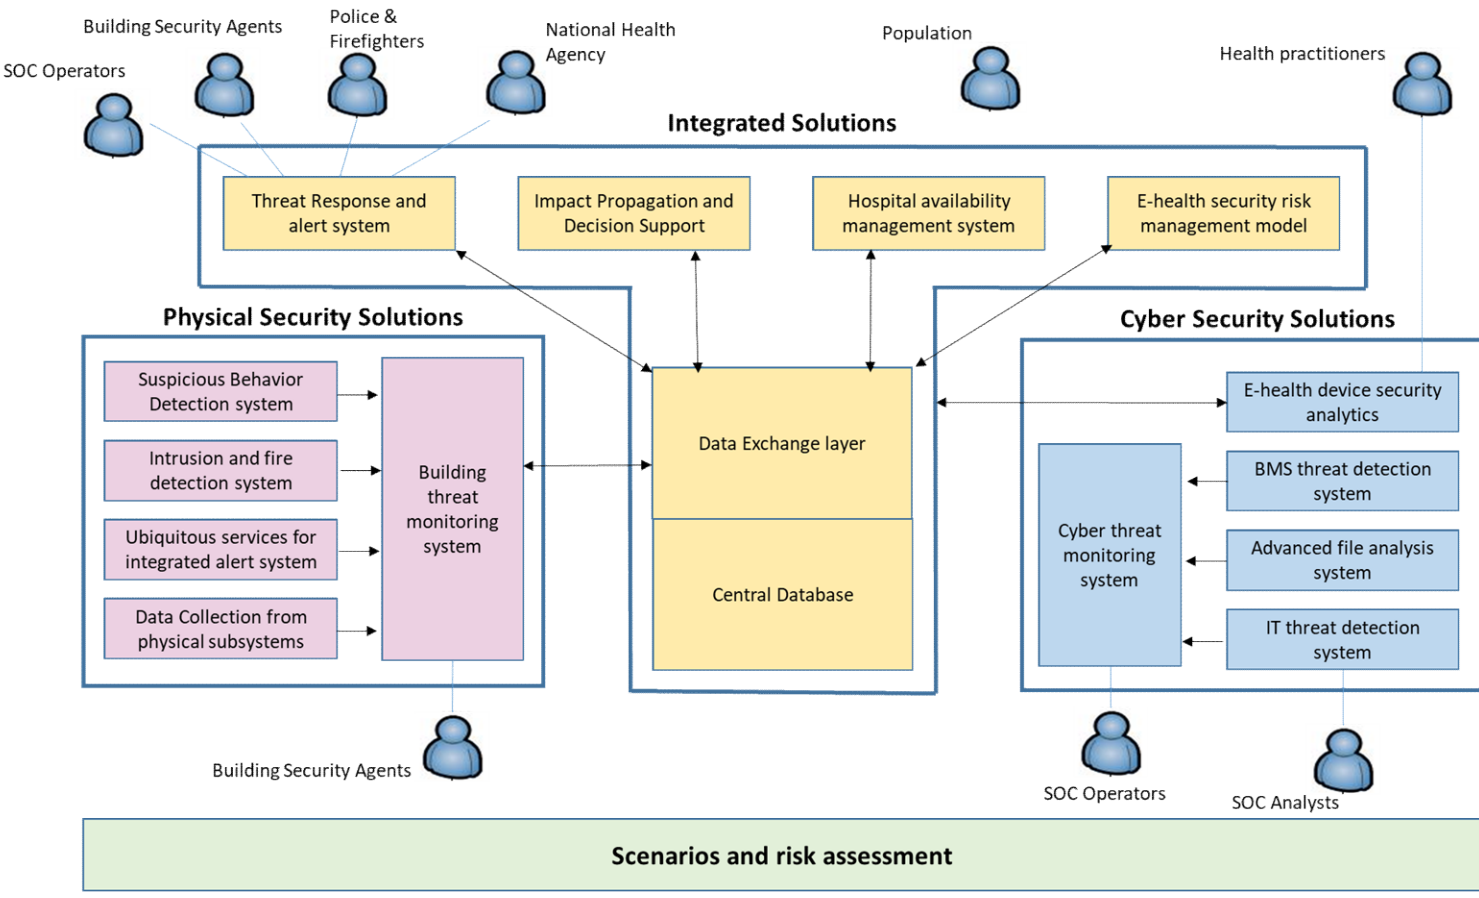 Building Security Agents
Police &
Firefighters
National Health
Agency
Population
Health practitioners
SOC Operators
Integrated Solutions
Threat Response and
alert system
Impact Propagation and
Decision Support
Hospital availability
management system
E-health security risk
management model
Physical Security Solutions
Suspicious Behavior
Detection system
Intrusion and fire
detection system
Ubiquitous services for
integrated alert system
Data Collection from
physical subsystems
Building
threat
monitoring
system
Data Exchange layer
Central Database
Cyber Security Solutions
E-health device security
analytics
BMS threat detection
system
Advanced file analysis
system
IT threat detection
system
Cyber threat
monitoring
system
Building Security Agents
SOC Operators
SOC Analysts
Scenarios and risk assessment